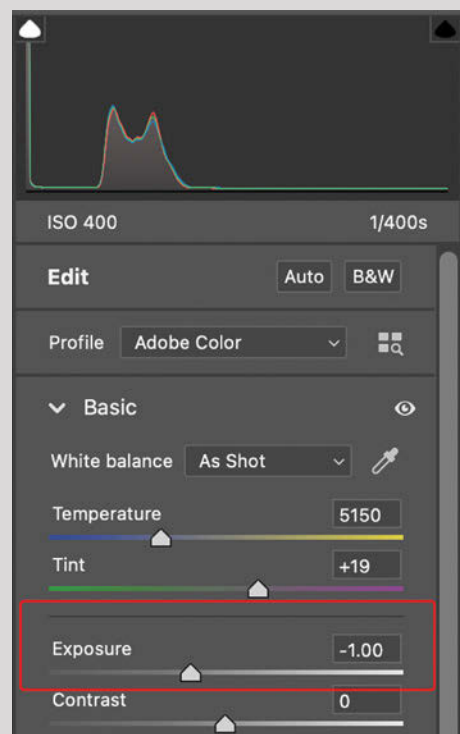 ISO 400 1/400s
Edit Auto B&W
Profile Adobe Color
Basic
White balance As Shot
Temperature 5150
Tint +19
Exposure -1.00
Contrast 0